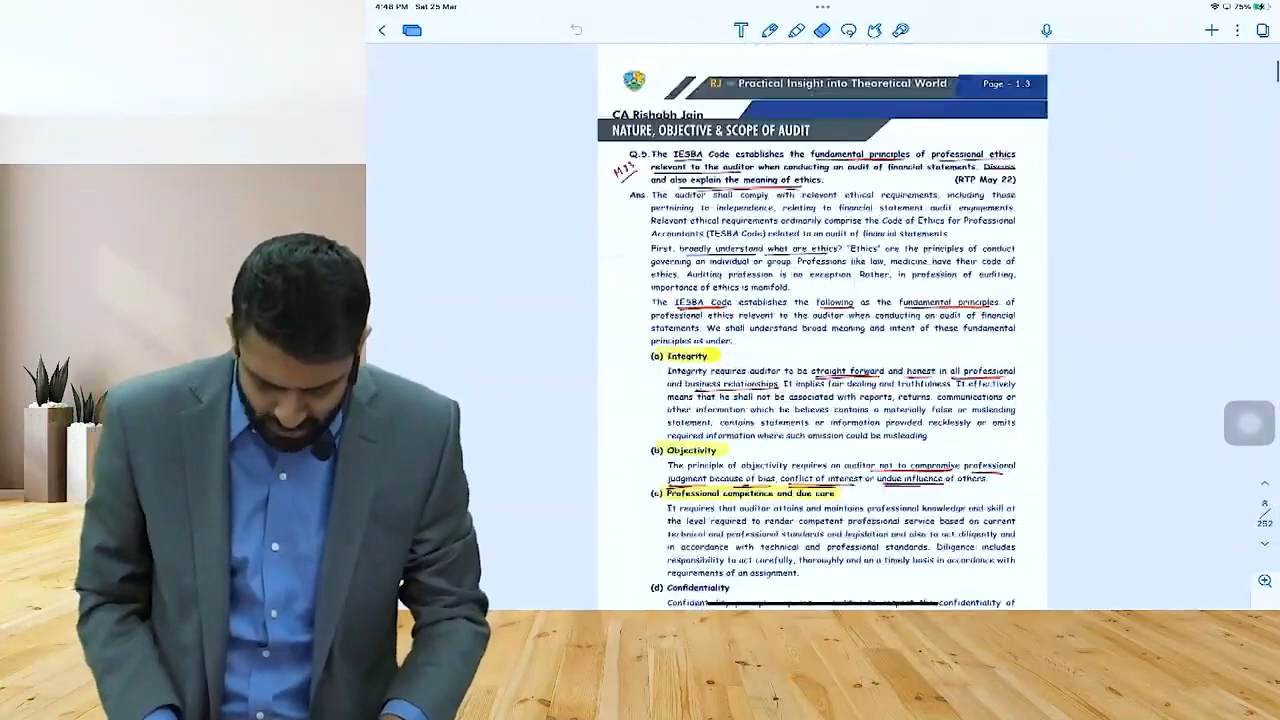 4:48 PM Sat 25 Mar
75%
RJ - Practical Insight into Theoretical World
Page - 1.3
CA Rishabh Jain
NATURE, OBJECTIVE & SCOPE OF AUDIT
Q.5. The IESBA Code establishes the fundamental principles of professional ethics
relevant to the auditor when conducting an audit of financial statements. Discuss
and also explain the meaning of ethics. (RTP May 22)
Ans. The auditor shall comply with relevant ethical requirements, including those
pertaining to independence, relating to financial statement audit engagements.
Relevant ethical requirements ordinarily comprise the Code of Ethics for Professional
Accountants (IESBA Code) related to an audit of financial statements
First, broadly understand what are ethics? "Ethics" are the principles of conduct
governing an individual or group. Professions like law, medicine have their code of
ethics. Auditing profession is no exception. Rather, in profession of auditing,
importance of ethics is manifold.
The IESBA Code establishes the following as the fundamental principles of
professional ethics relevant to the auditor when conducting an audit of financial
statements. We shall understand broad meaning and intent of these fundamental
principles as under:.
(a) Integrity
Integrity requires auditor to be straight forward and honest in all professional
and business relationships. It implies fair dealing and truthfulness. It effectively
means that he shall not be associated with reports, returns, communications or
other information which he believes contains a materially false or misleading
statement, contains statements or information provided recklessly or omits
required information where such omission could be misleading
(b) Objectivity
The principle of objectivity requires an auditor not to compromise professional
judgment because of bias, conflict of interest or undue influence of others.
(c) Professional competence and due care
It requires that auditor attains and maintains professional knowledge and skill at
the level required to render competent professional service based on current
technical and professional standards and legislation and also to act diligently and
in accordance with technical and professional standards. Diligence includes
responsibility to act carefully, thoroughly and on a timely basis in accordance with
requirements of an assignment.
(d) Confidentiality
confidentiality of
8
/
252